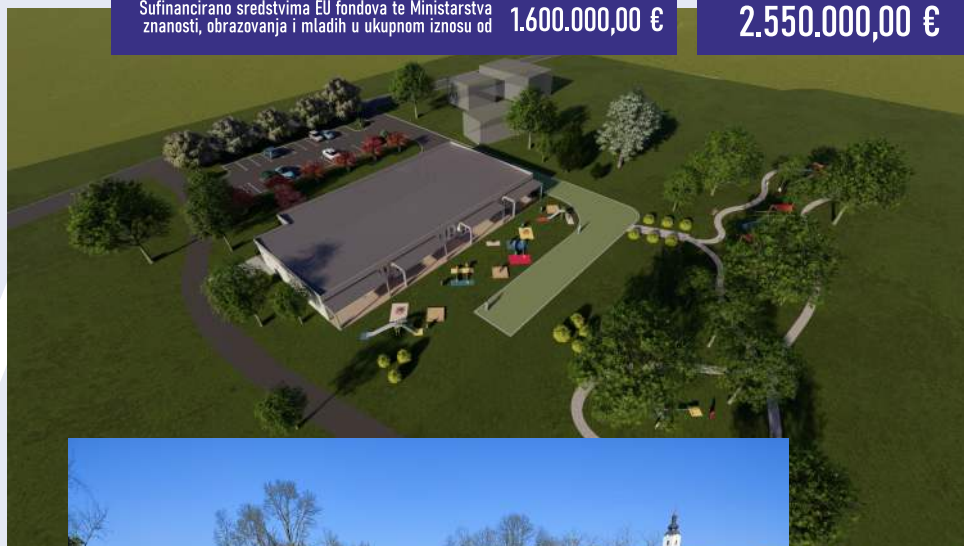 Sufinancirano sredstvima EU fondova te Ministarstva
znanosti, obrazovanja i mladih u ukupnom iznosu od
1.600.000,00 €
2.550.000,00 €